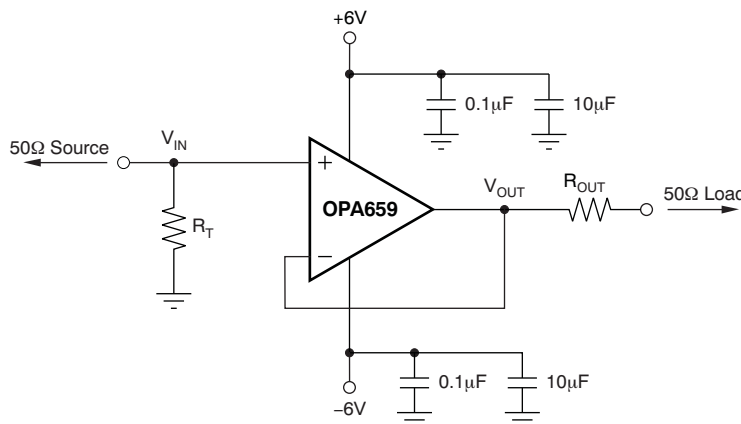 +6V
0.1μF
10μF
50Ω Source
V_IN
+
OPA659
V_OUT
R_OUT
50Ω Load
R_T
−
0.1μF
10μF
−6V